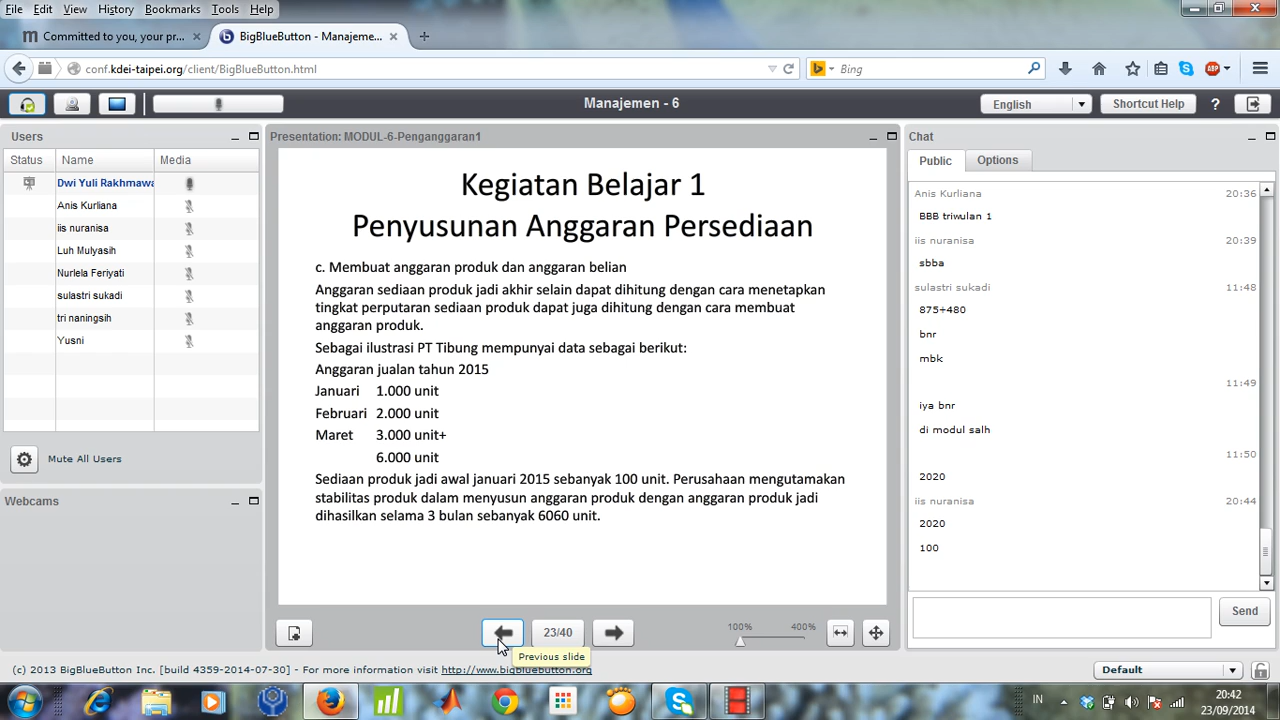 File Edit View History Bookmarks Tools Help
Committed to you, your pr...
BigBlueButton - Manajeme...
conf.kdei-taipei.org/client/BigBlueButton.html
Bing
Manajemen - 6
English
Shortcut Help
?
Users
Status Name Media
Dwi Yuli Rakhmawa
Anis Kurliana
iis nuranisa
Luh Mulyasih
Nurlela Feriyati
sulastri sukadi
tri naningsih
Yusni
Mute All Users
Webcams
Presentation: MODUL-6-Penganggaran1
Kegiatan Belajar 1
Penyusunan Anggaran Persediaan
c. Membuat anggaran produk dan anggaran belian
Anggaran sediaan produk jadi akhir selain dapat dihitung dengan cara menetapkan
tingkat perputaran sediaan produk dapat juga dihitung dengan cara membuat
anggaran produk.
Sebagai ilustrasi PT Tibung mempunyai data sebagai berikut:
Anggaran jualan tahun 2015
Januari 1.000 unit
Februari 2.000 unit
Maret 3.000 unit+
6.000 unit
Sediaan produk jadi awal januari 2015 sebanyak 100 unit. Perusahaan mengutamakan
stabilitas produk dalam menyusun anggaran produk dengan anggaran produk jadi
dihasilkan selama 3 bulan sebanyak 6060 unit.
23/40
Previous slide
100% 400%
Chat
Public Options
Anis Kurliana 20:36
BBB triwulan 1
iis nuranisa 20:39
sbba
sulastri sukadi 11:48
875+480
bnr
mbk
11:49
iya bnr
di modul salh
11:50
2020
iis nuranisa 20:44
2020
100
Send
(c) 2013 BigBlueButton Inc. [build 4359-2014-07-30] - For more information visit http://www.bigbluebutton.org
Default
IN
20:42
23/09/2014